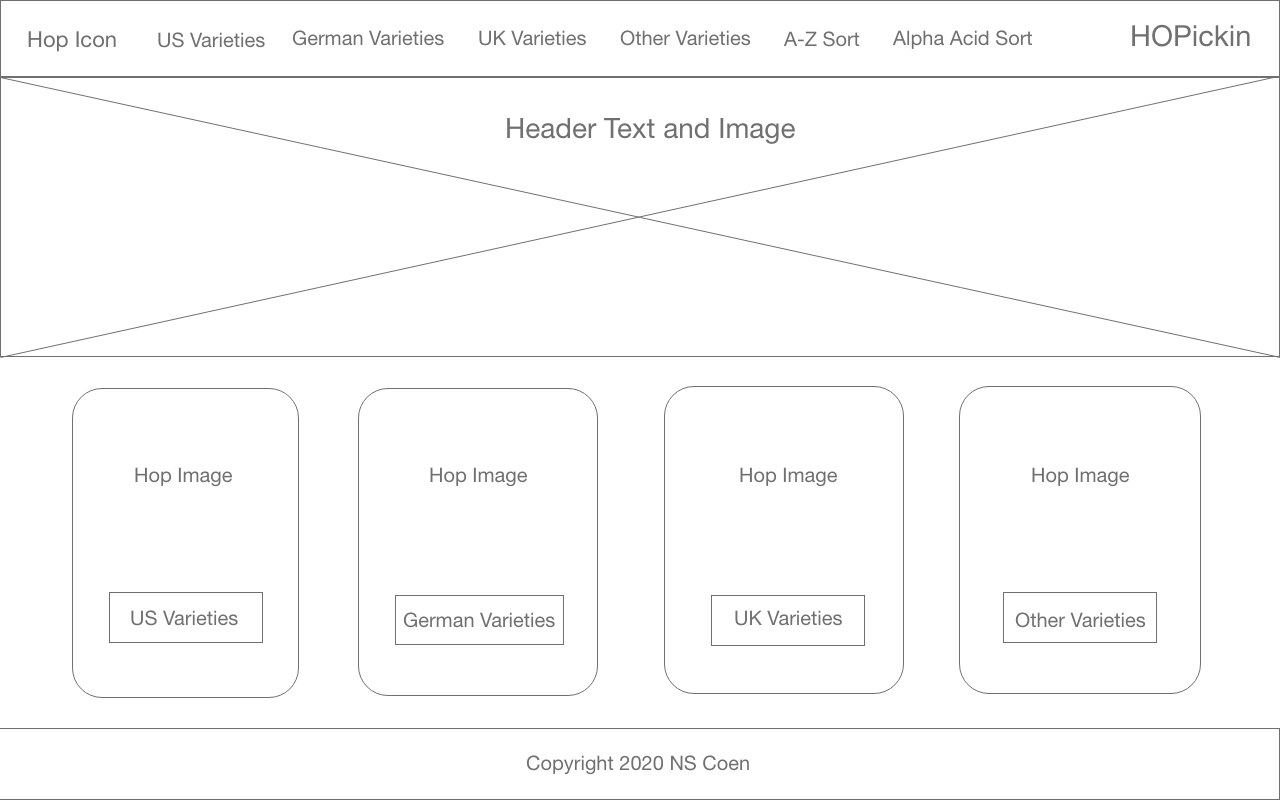 Hop Icon US Varieties German Varieties UK Varieties Other Varieties A-Z Sort Alpha Acid Sort HOPickin
Header Text and Image
Hop Image Hop Image Hop Image Hop Image
US Varieties German Varieties UK Varieties Other Varieties
Copyright 2020 NS Coen